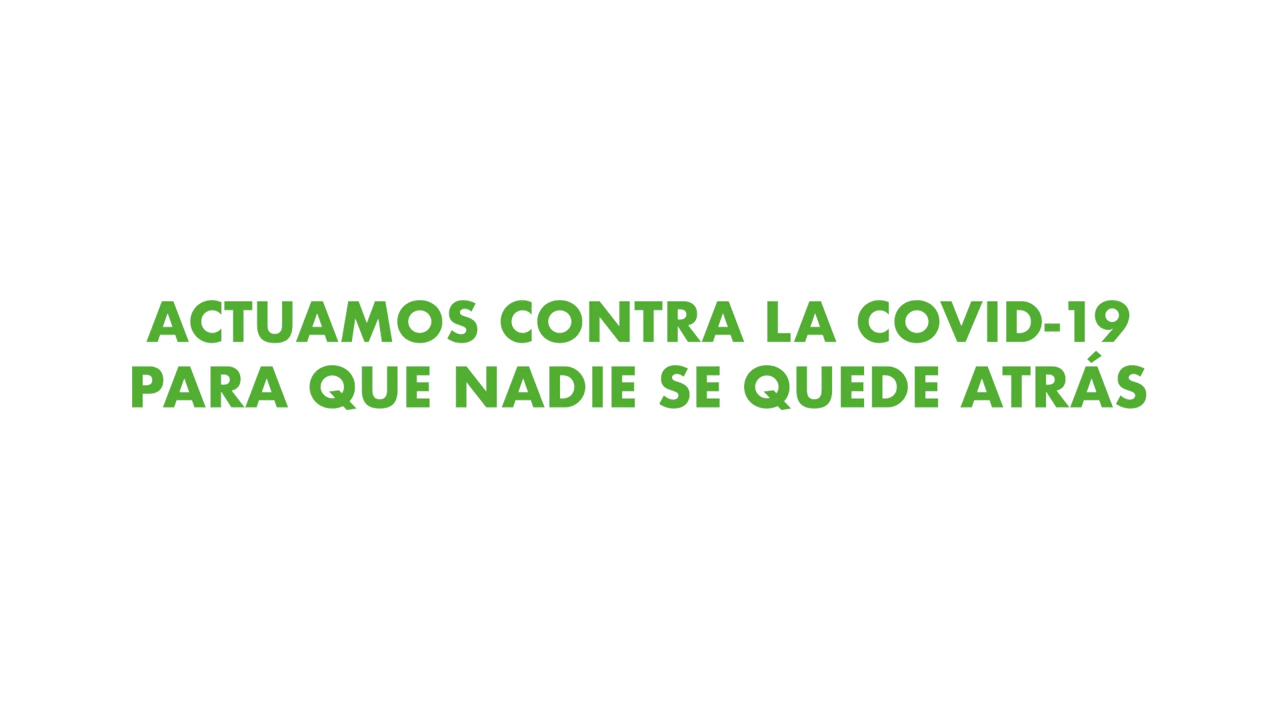 ACTUAMOS CONTRA LA COVID-19
PARA QUE NADIE SE QUEDE ATRÁS